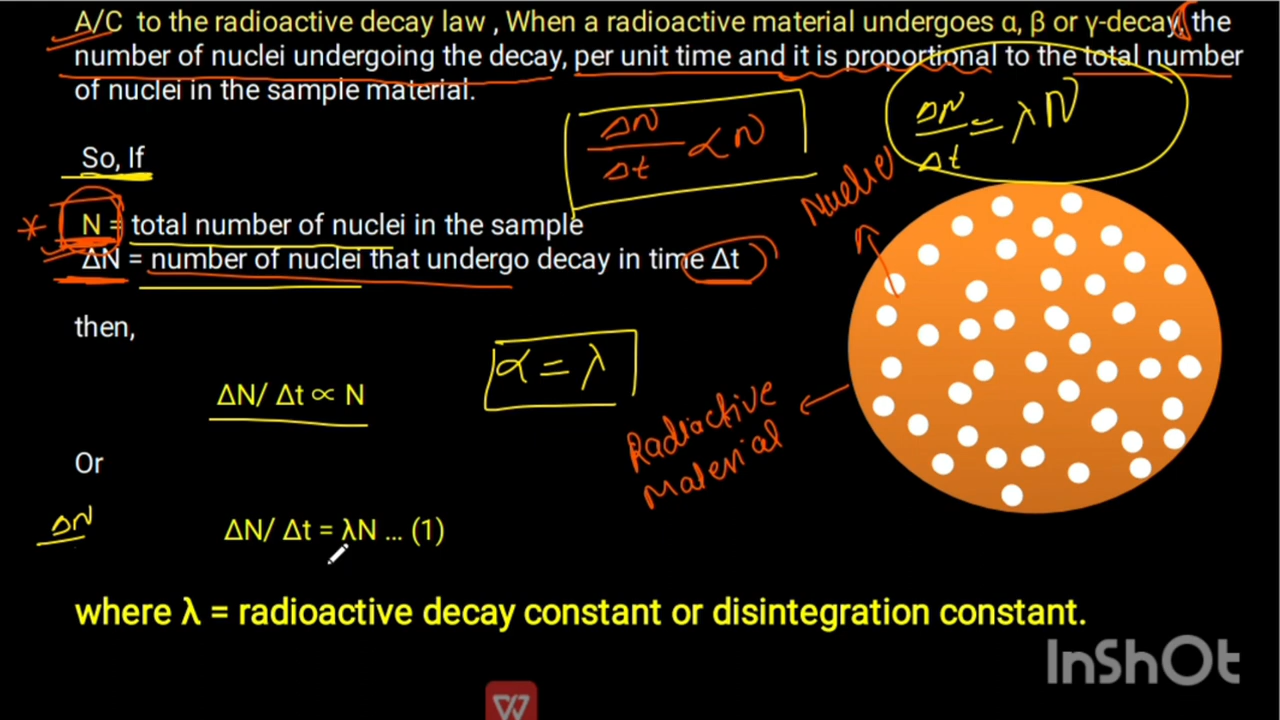 A/C to the radioactive decay law , When a radioactive material undergoes α, β or γ-decay, the
number of nuclei undergoing the decay, per unit time and it is proportional to the total number
of nuclei in the sample material.
ΔN/Δt ∝ N
ΔN/Δt = λN
So, If
Nuclie
N = total number of nuclei in the sample
ΔN = number of nuclei that undergo decay in time Δt
then,
∝ = λ
ΔN/ Δt ∝ N
Radiactive
Material
Or
ΔN
ΔN/ Δt = λN ... (1)
where λ = radioactive decay constant or disintegration constant.
InShOt
W